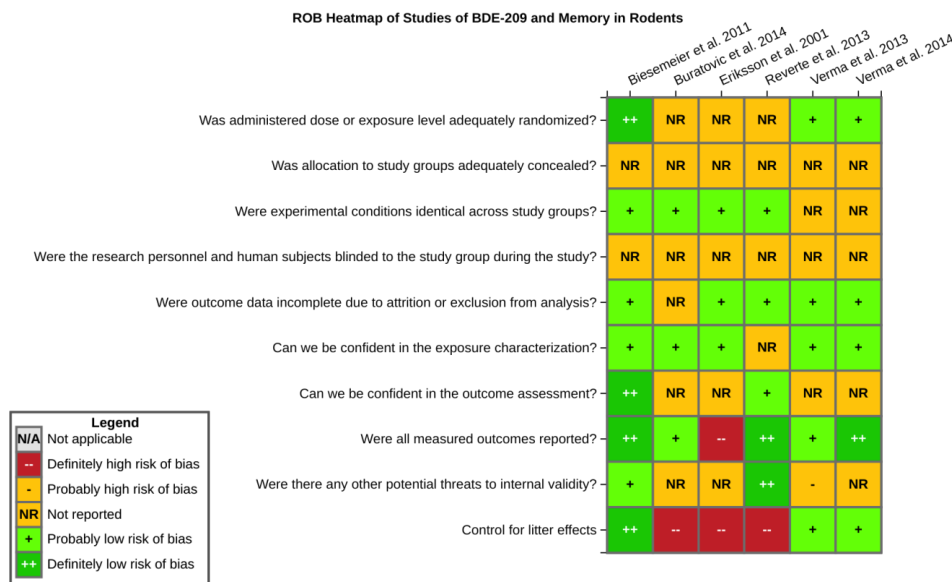 ROB Heatmap of Studies of BDE-209 and Memory in Rodents
Biesemeier et al. 2011
Buratovic et al. 2014
Eriksson et al. 2001
Reverte et al. 2013
Verma et al. 2013
Verma et al. 2014
Was administered dose or exposure level adequately randomized? ++ NR NR NR + +
Was allocation to study groups adequately concealed? NR NR NR NR NR NR
Were experimental conditions identical across study groups? + + + + NR NR
Were the research personnel and human subjects blinded to the study group during the study? NR NR NR NR NR NR
Were outcome data incomplete due to attrition or exclusion from analysis? + NR + + + +
Can we be confident in the exposure characterization? + + + NR + +
Can we be confident in the outcome assessment? ++ NR NR + NR NR
Were all measured outcomes reported? ++ + -- ++ + ++
Were there any other potential threats to internal validity? + NR NR ++ - NR
Control for litter effects ++ -- -- -- + +
Legend
N/A Not applicable
-- Definitely high risk of bias
- Probably high risk of bias
NR Not reported
+ Probably low risk of bias
++ Definitely low risk of bias